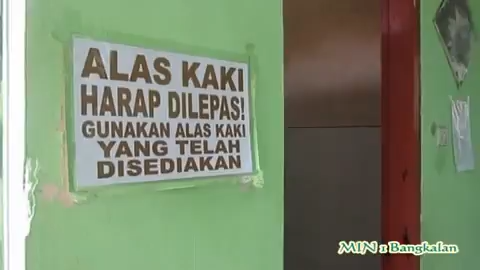 ALAS KAKI
HARAP DILEPAS!
GUNAKAN ALAS KAKI
YANG TELAH
DISEDIAKAN
MIN 1 Bangkalan